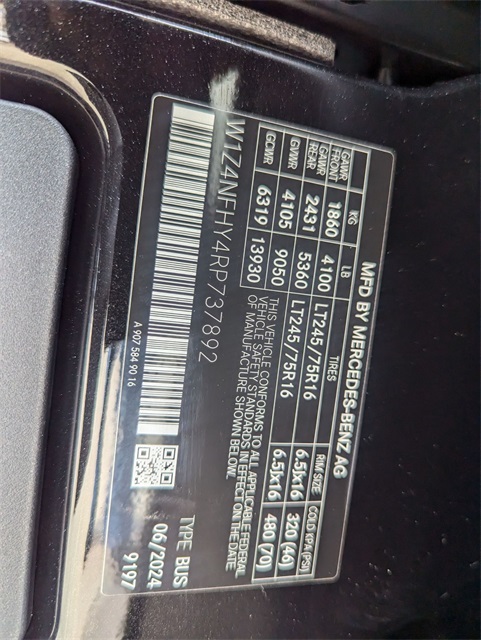 MFD BY MERCEDES-BENZ AG
KG LB TIRES RIM SIZE COLD KPA (PSI)
GAWR FRONT 1860 4100 LT245 /75R16 6.5Jx16 320 (46)
GAWR REAR 2431 5360 LT245 /75R16 6.5Jx16 480 (70)
GVWR 4105 9050
GCWR 6319 13930
THIS VEHICLE CONFORMS TO ALL APPLICABLE FEDERAL
VEHICLE SAFETY STANDARDS IN EFFECT ON THE DATE
OF MANUFACTURE SHOWN BELOW.
W1Z4NFHY4RP737892
TYPE BUS
06/2024
9197
A 907 584 90 16